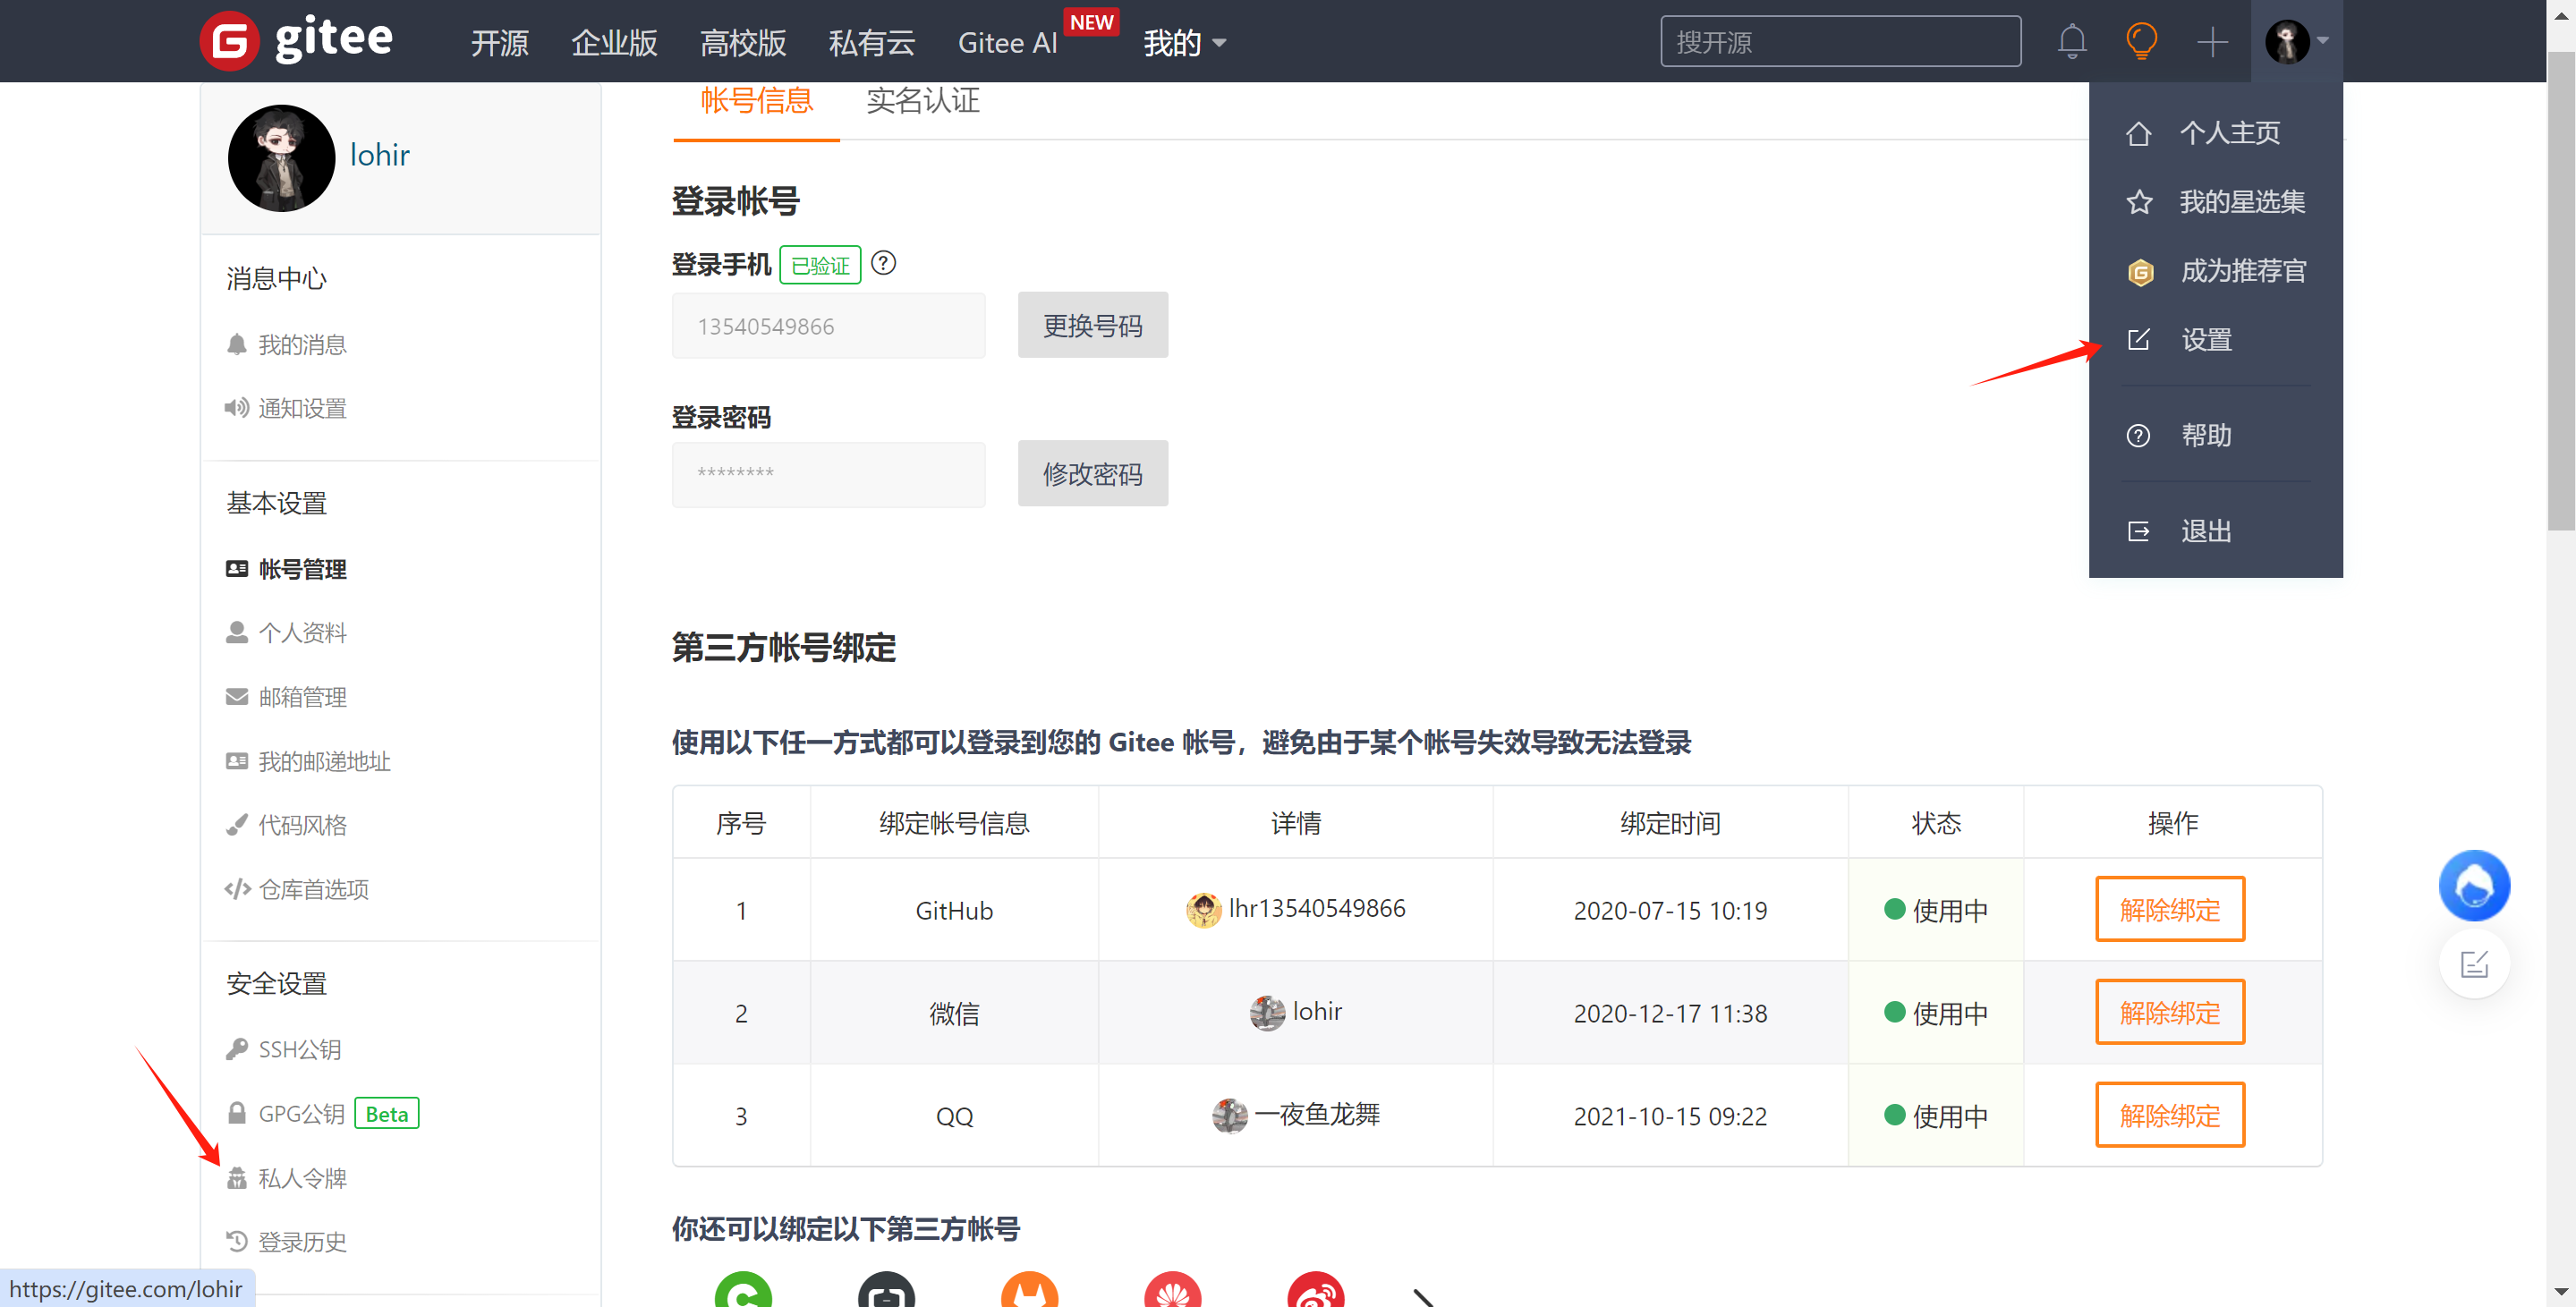 gitee
开源
企业版
高校版
私有云
Gitee AI
NEW
我的
搜开源
lohir
消息中心
我的消息
通知设置
基本设置
帐号管理
个人资料
邮箱管理
我的邮递地址
代码风格
仓库首选项
安全设置
SSH公钥
GPG公钥 Beta
私人令牌
登录历史
帐号信息
实名认证
登录帐号
登录手机 已验证
13540549866
更换号码
登录密码
********
修改密码
第三方帐号绑定
使用以下任一方式都可以登录到您的 Gitee 帐号，避免由于某个帐号失效导致无法登录
序号 绑定帐号信息 详情 绑定时间 状态 操作
1 GitHub lhr13540549866 2020-07-15 10:19 使用中 解除绑定
2 微信 lohir 2020-12-17 11:38 使用中 解除绑定
3 QQ 一夜鱼龙舞 2021-10-15 09:22 使用中 解除绑定
你还可以绑定以下第三方帐号
个人主页
我的星选集
成为推荐官
设置
帮助
退出
https://gitee.com/lohir